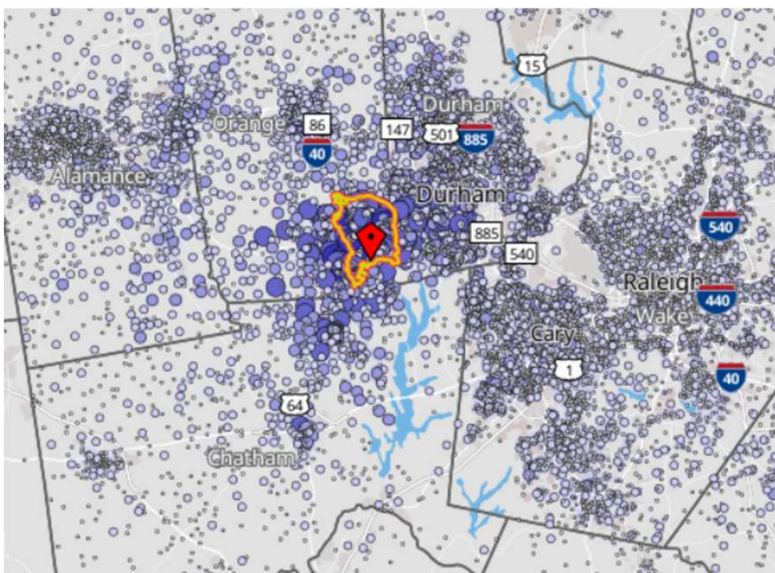 15
Durham
Orange
86
147
501
885
40
Alamance
Durham
885
540
540
Raleigh
440
Wake
Cary
1
40
64
Chatham